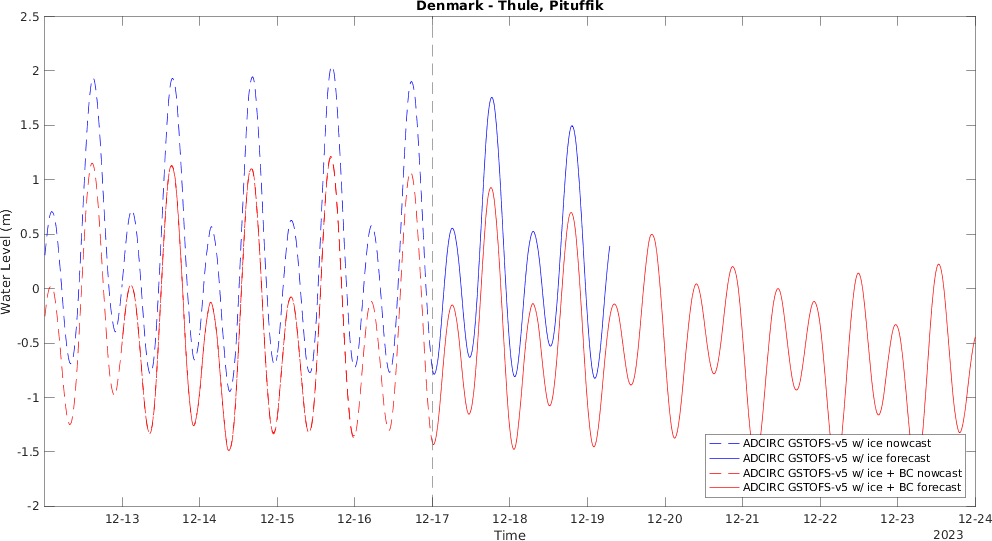 Denmark - Thule, Pituffik
2.5
2
1.5
1
0.5
0
-0.5
-1
-1.5
-2
Water Level (m)
ADCIRC GSTOFS-v5 w/ ice nowcast
ADCIRC GSTOFS-v5 w/ ice forecast
ADCIRC GSTOFS-v5 w/ ice + BC nowcast
ADCIRC GSTOFS-v5 w/ ice + BC forecast
12-13 12-14 12-15 12-16 12-17 12-18 12-19 12-20 12-21 12-22 12-23 12-24
Time
2023